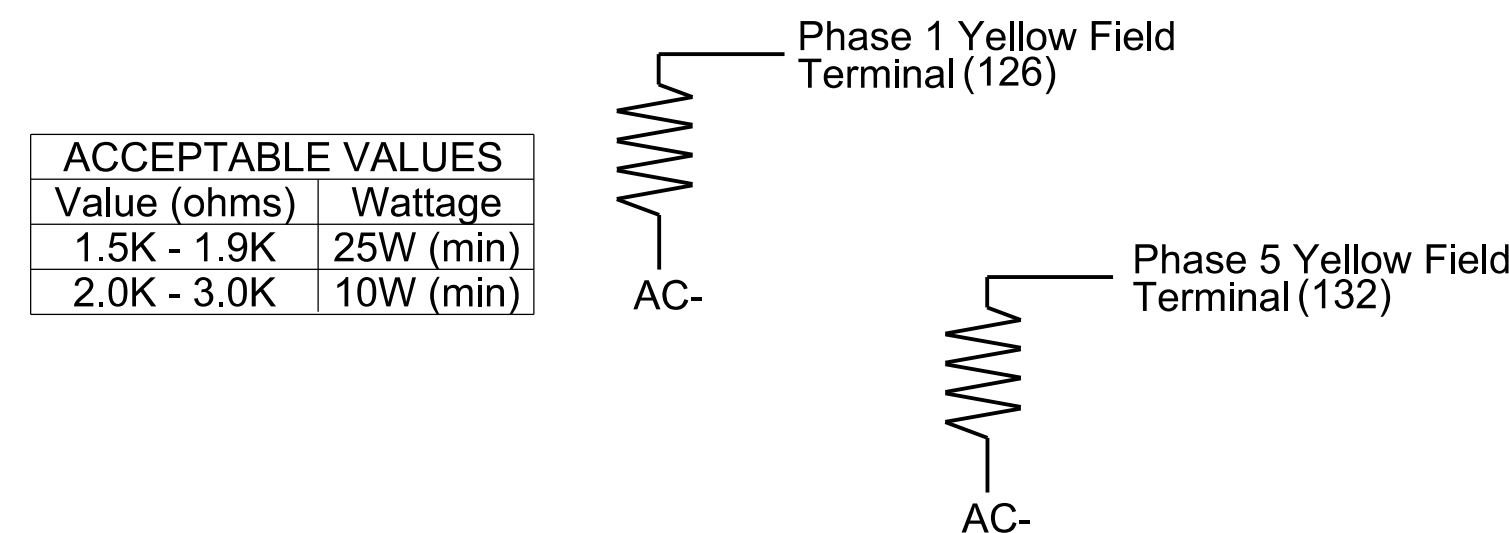 ACCEPTABLE VALUES
Value (ohms) Wattage
1.5K - 1.9K 25W (min)
2.0K - 3.0K 10W (min)
Phase 1 Yellow Field
Terminal (126)
AC-
Phase 5 Yellow Field
Terminal (132)
AC-